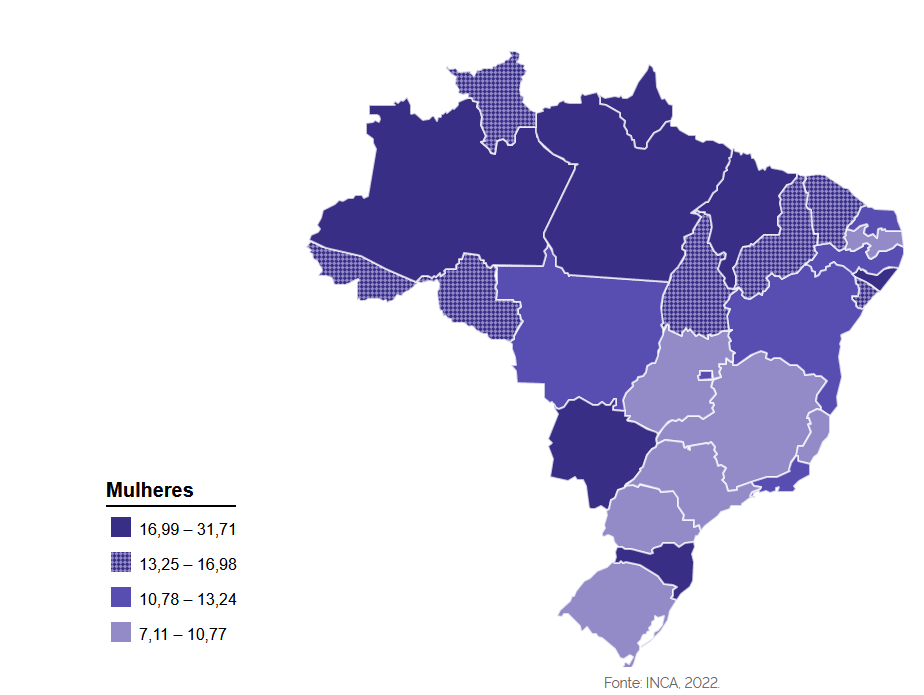 Mulheres
16,99 – 31,71
13,25 – 16,98
10,78 – 13,24
7,11 – 10,77
Fonte: INCA, 2022.